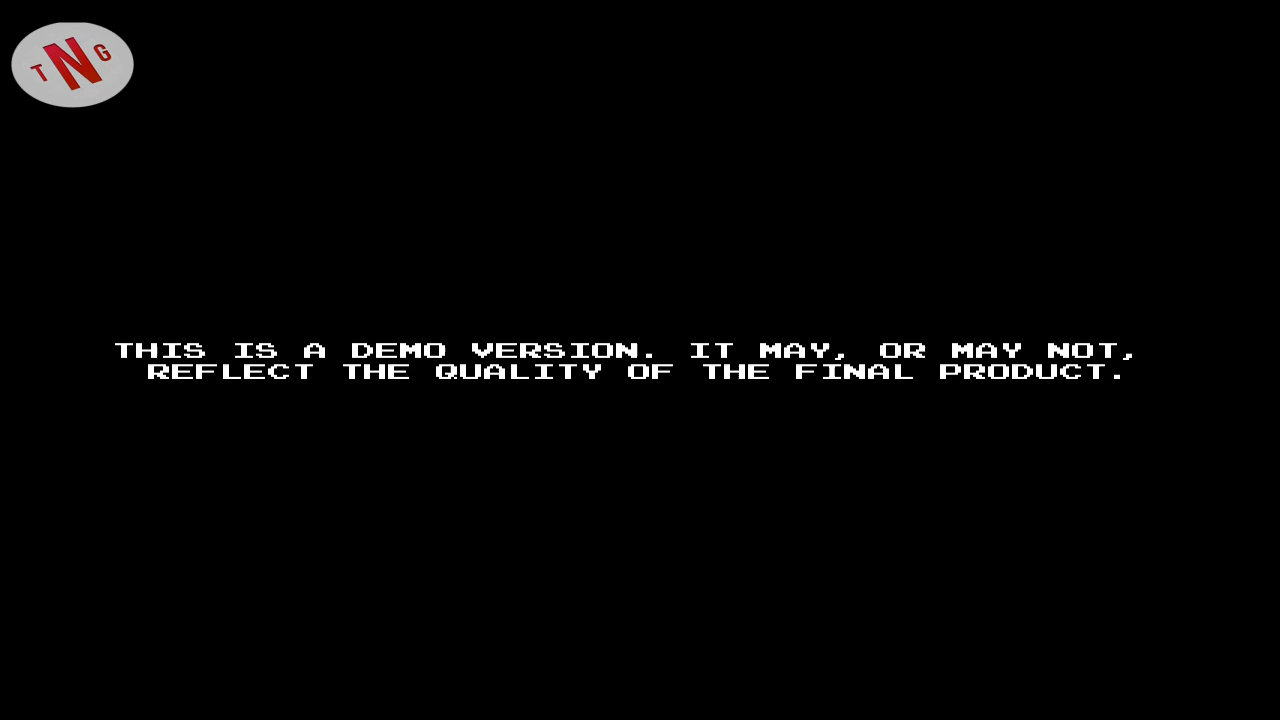 TNG
THIS IS A DEMO VERSION. IT MAY, OR MAY NOT,
REFLECT THE QUALITY OF THE FINAL PRODUCT.